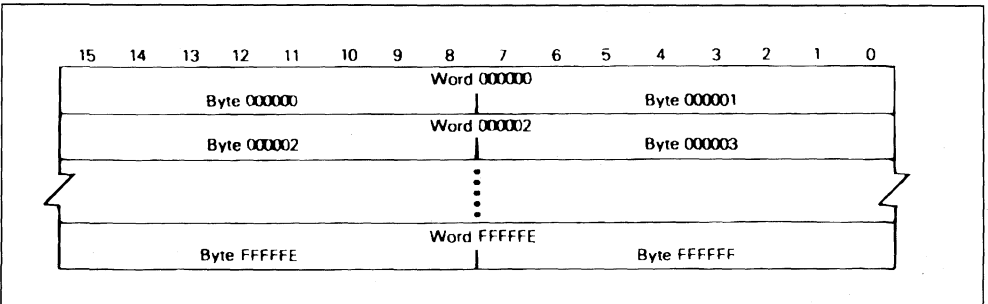 15 14 13 12 11 10 9 8 7 6 5 4 3 2 1 0
Word 000000
Byte 000000 Byte 000001
Word 000002
Byte 000002 Byte 000003
Word FFFFFE
Byte FFFFFE Byte FFFFFF